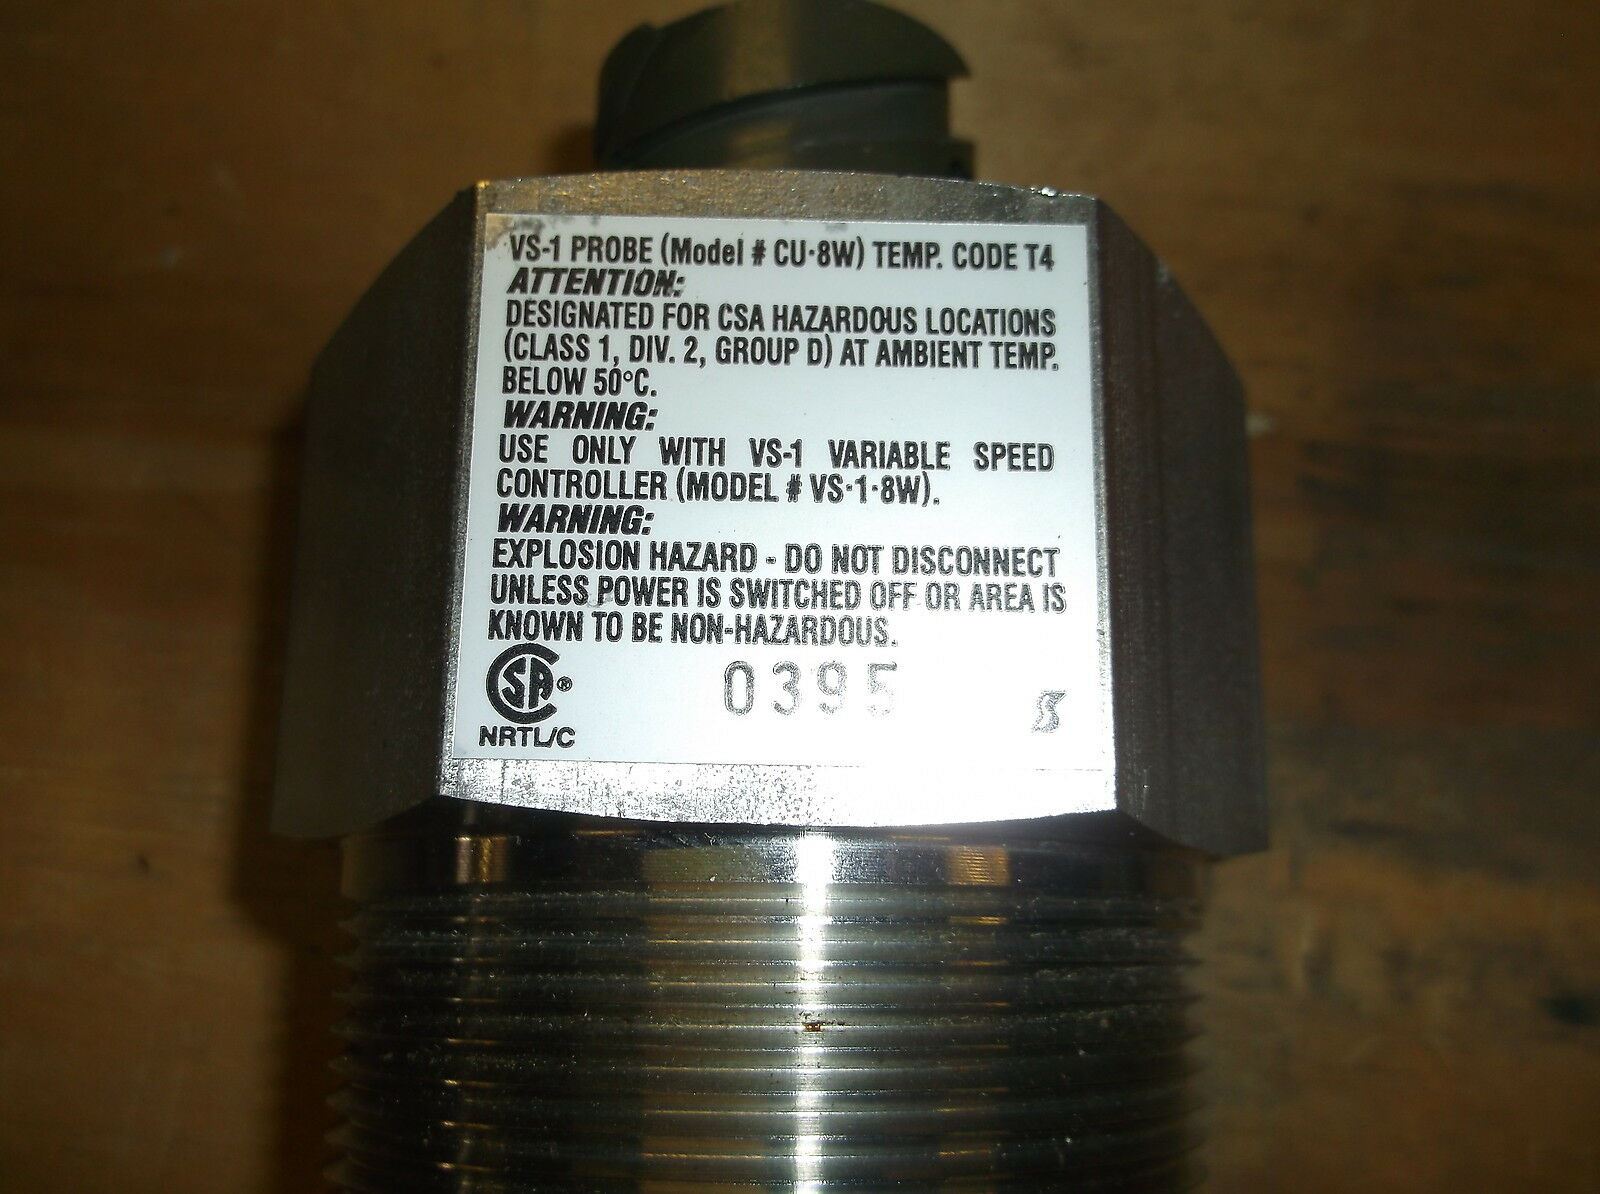 VS-1 PROBE (Model # CU·8W) TEMP. CODE T4
ATTENTION:
DESIGNATED FOR CSA HAZARDOUS LOCATIONS
(CLASS 1, DIV. 2, GROUP D) AT AMBIENT TEMP.
BELOW 50°C.
WARNING:
USE ONLY WITH VS-1 VARIABLE SPEED
CONTROLLER (MODEL # VS·1·8W).
WARNING:
EXPLOSION HAZARD - DO NOT DISCONNECT
UNLESS POWER IS SWITCHED OFF OR AREA IS
KNOWN TO BE NON-HAZARDOUS.
CSA®
0395
NRTL/C